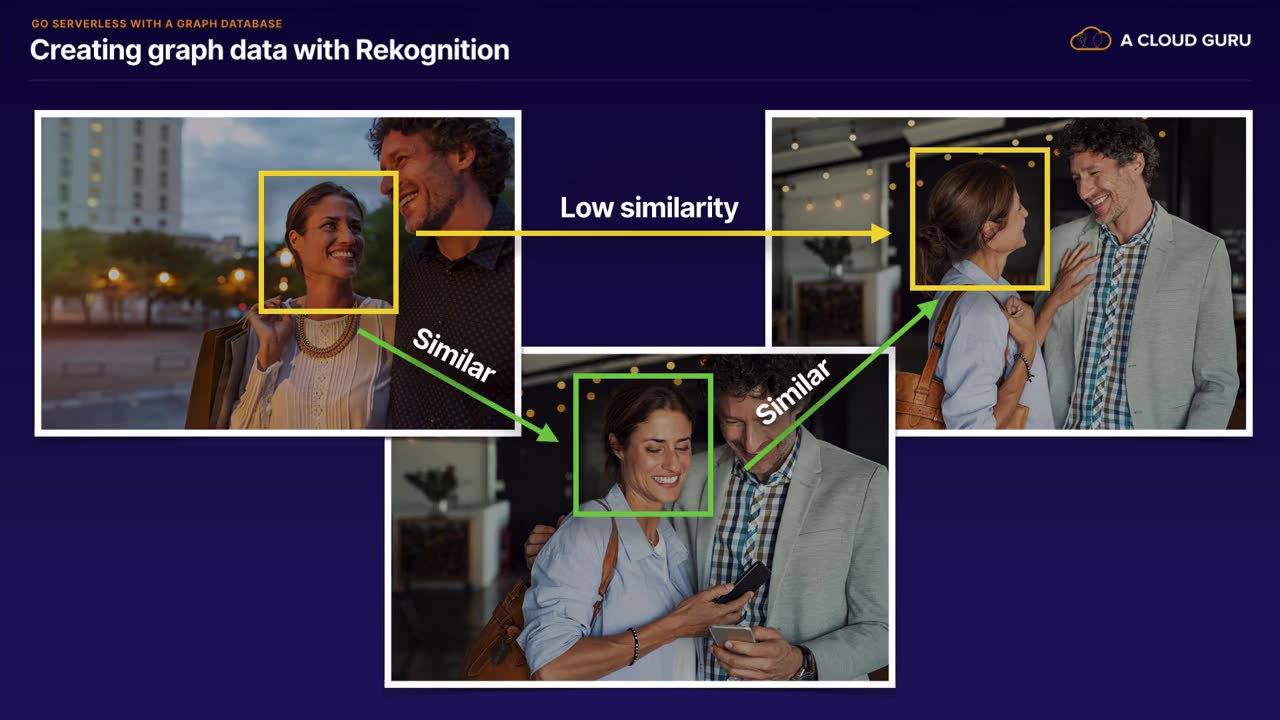 GO SERVERLESS WITH A GRAPH DATABASE
Creating graph data with Rekognition
A CLOUD GURU
Low similarity
Similar
Similar